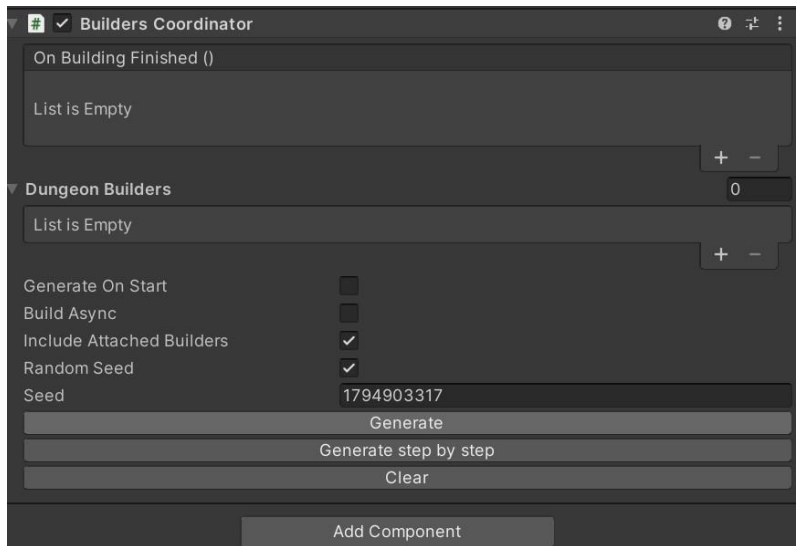 # Builders Coordinator
On Building Finished ()
List is Empty
+ −
Dungeon Builders 0
List is Empty
+ −
Generate On Start
Build Async
Include Attached Builders
Random Seed
Seed 1794903317
Generate
Generate step by step
Clear
Add Component